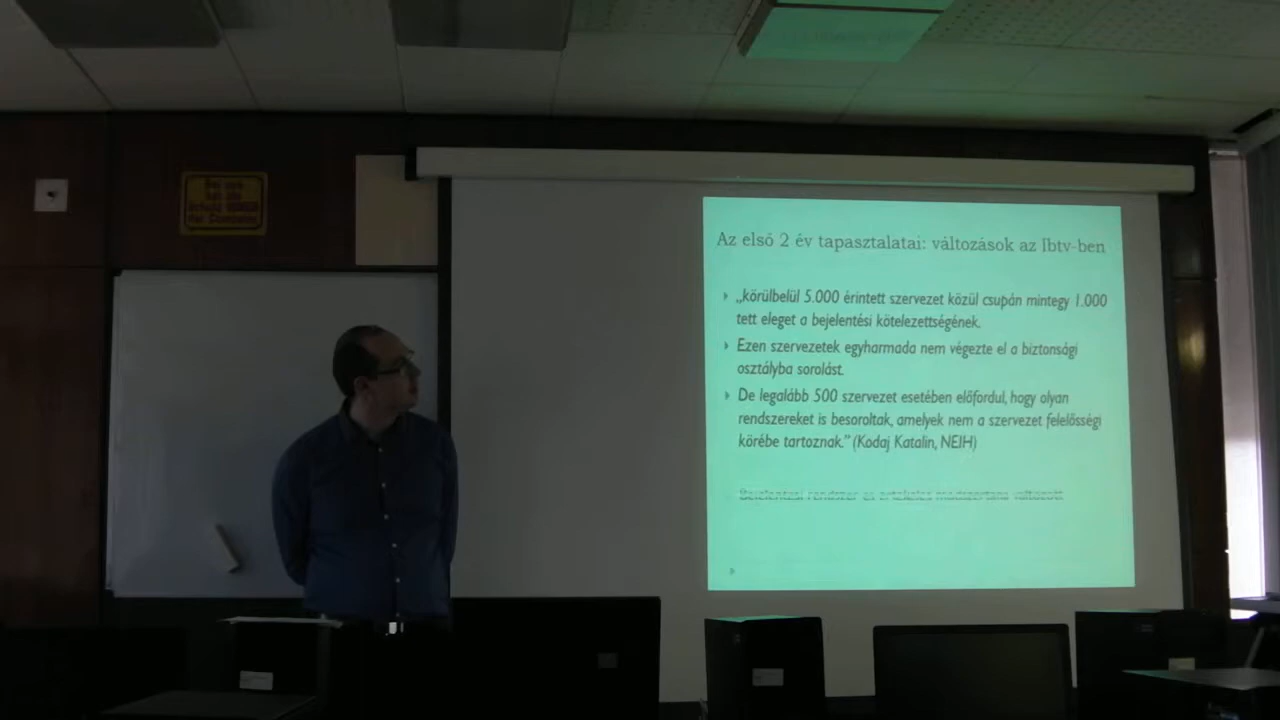 Az első 2 év tapasztalatai: változások az Ibtv-ben
„körülbelül 5.000 érintett szervezet közül csupán mintegy 1.000
tett eleget a bejelentési kötelezettségének.
Ezen szervezetek egyharmada nem végezte el a biztonsági
osztályba sorolást.
De legalább 500 szervezet esetében előfordul, hogy olyan
rendszereket is besoroltak, amelyek nem a szervezet felelősségi
körébe tartoznak.” (Kodaj Katalin, NEIH)